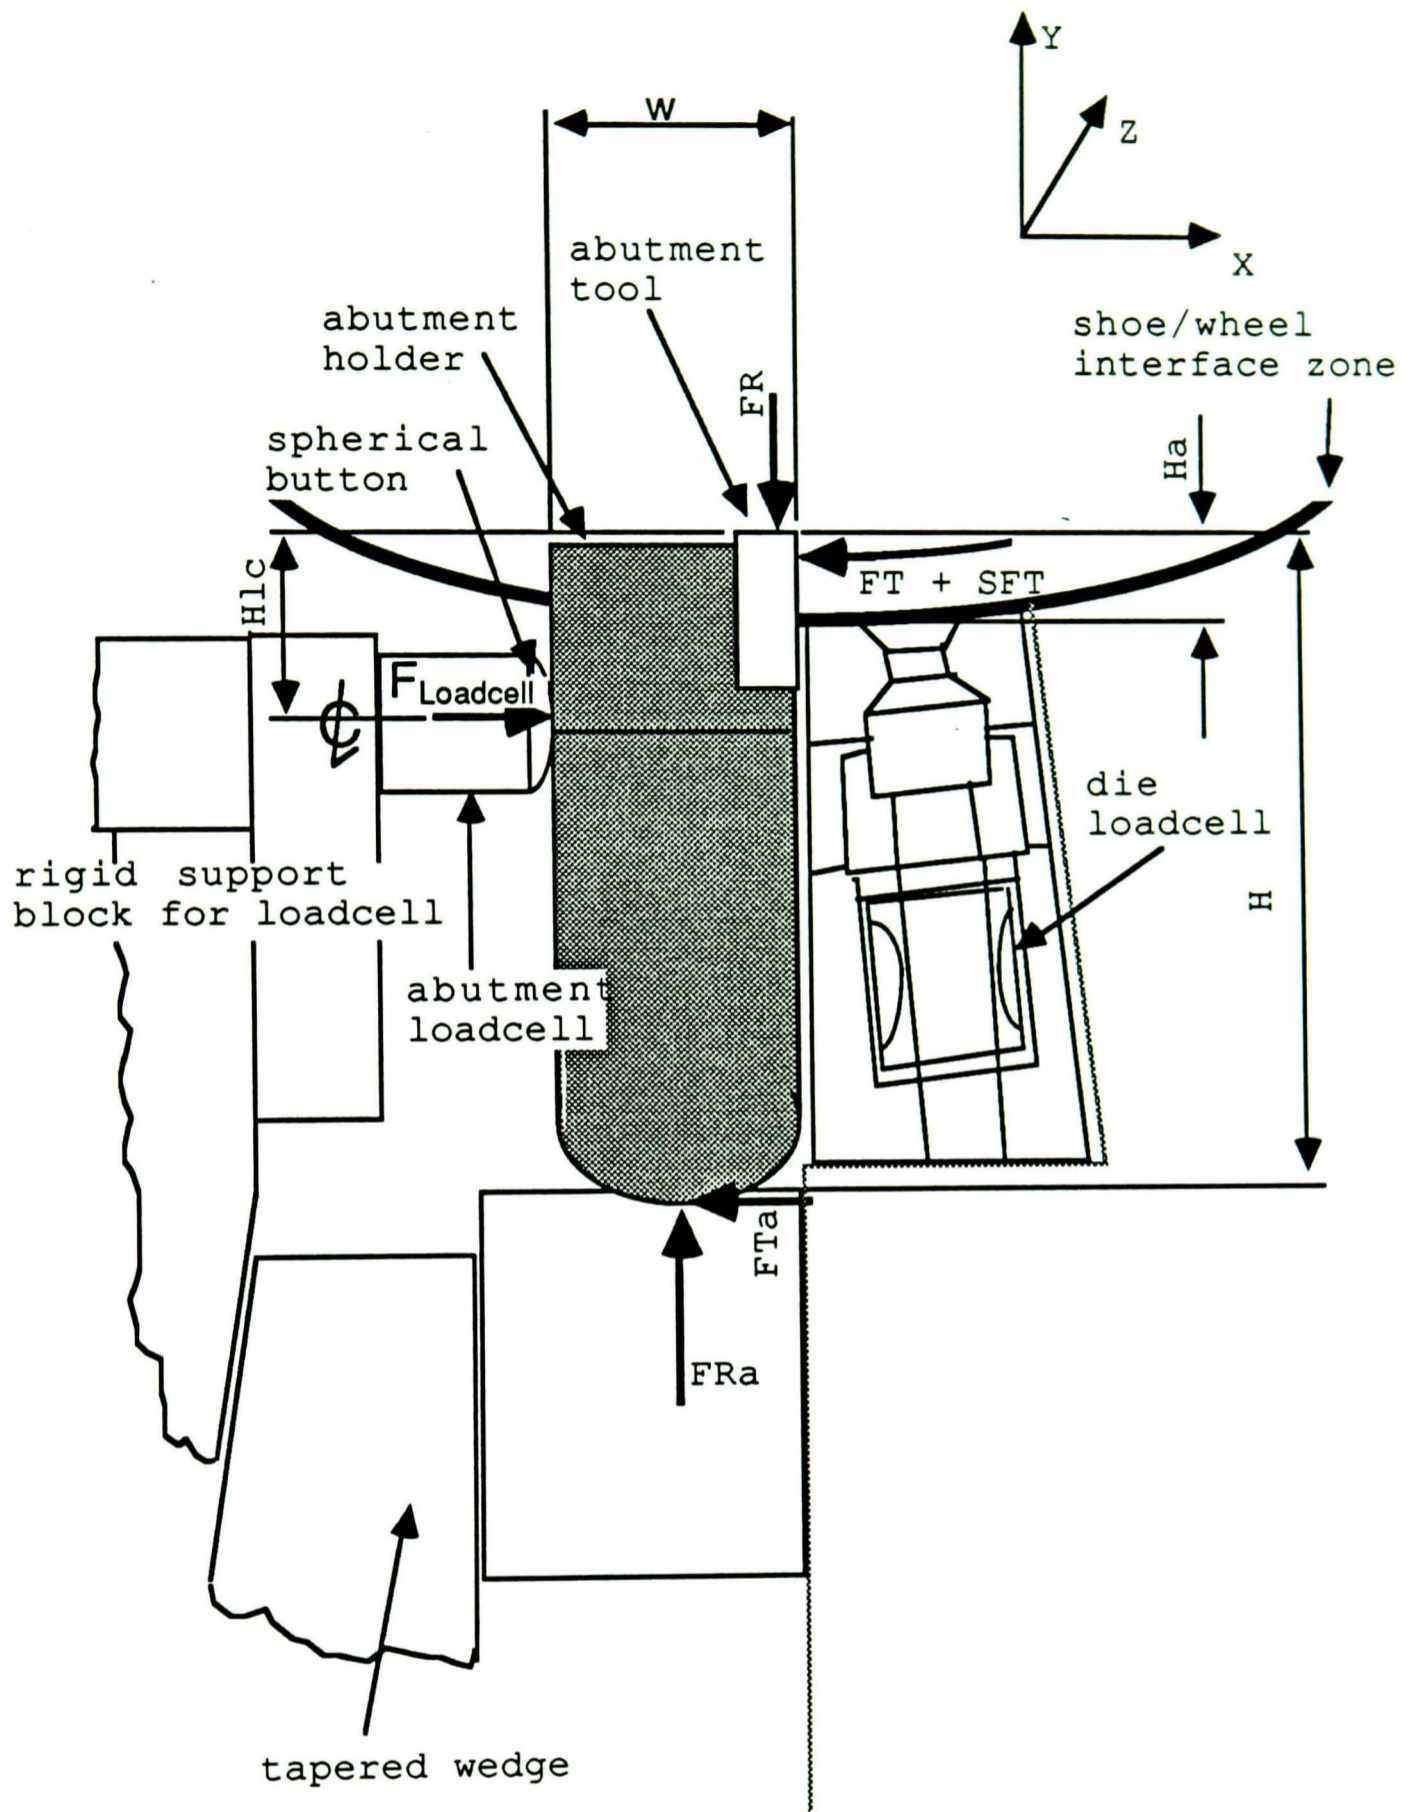 Y
Z
X
W
abutment
tool
abutment
holder
shoe/wheel
interface zone
FR
Ha
spherical
button
Hlc
FT + SFT
FLoadcell
℄
die
loadcell
rigid support
block for loadcell
H
abutment
loadcell
FTa
FRa
tapered wedge